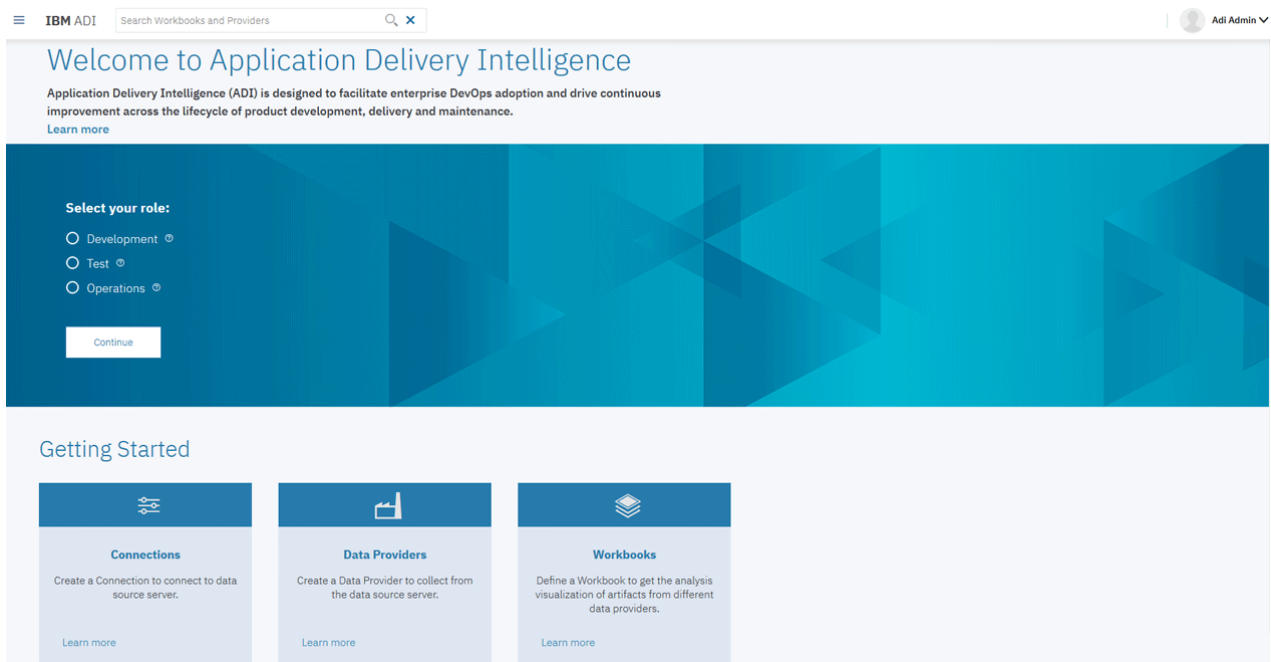 IBM ADI
Search Workbooks and Providers
Adi Admin
Welcome to Application Delivery Intelligence
Application Delivery Intelligence (ADI) is designed to facilitate enterprise DevOps adoption and drive continuous
improvement across the lifecycle of product development, delivery and maintenance.
Learn more
Select your role:
Development
Test
Operations
Continue
Getting Started
Connections
Create a Connection to connect to data
source server.
Learn more
Data Providers
Create a Data Provider to collect from
the data source server.
Learn more
Workbooks
Define a Workbook to get the analysis
visualization of artifacts from different
data providers.
Learn more